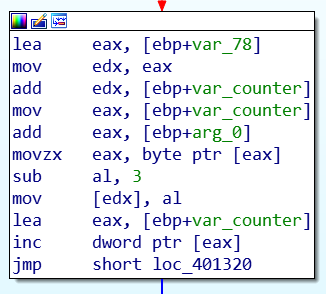 lea eax, [ebp+var_78]
mov edx, eax
add edx, [ebp+var_counter]
mov eax, [ebp+var_counter]
add eax, [ebp+arg_0]
movzx eax, byte ptr [eax]
sub al, 3
mov [edx], al
lea eax, [ebp+var_counter]
inc dword ptr [eax]
jmp short loc_401320